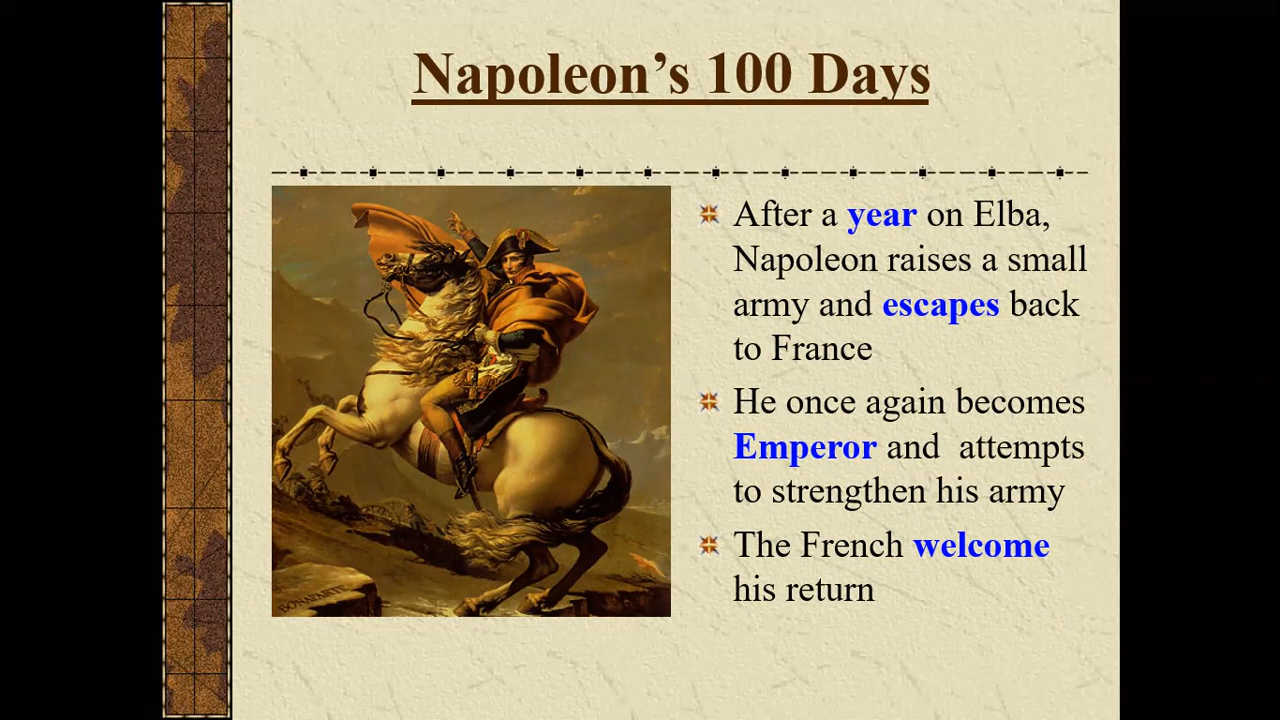 Napoleon’s 100 Days
After a year on Elba,
Napoleon raises a small
army and escapes back
to France
He once again becomes
Emperor and  attempts
to strengthen his army
The French welcome
his return
BONAPARTE